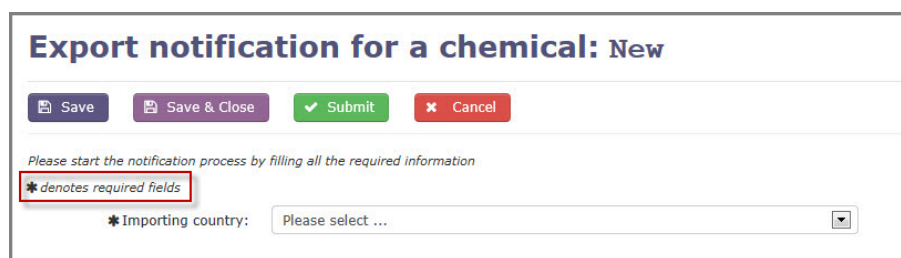 Export notification for a chemical: New
Save Save & Close Submit Cancel
Please start the notification process by filling all the required information
✱ denotes required fields
✱ Importing country: Please select ...